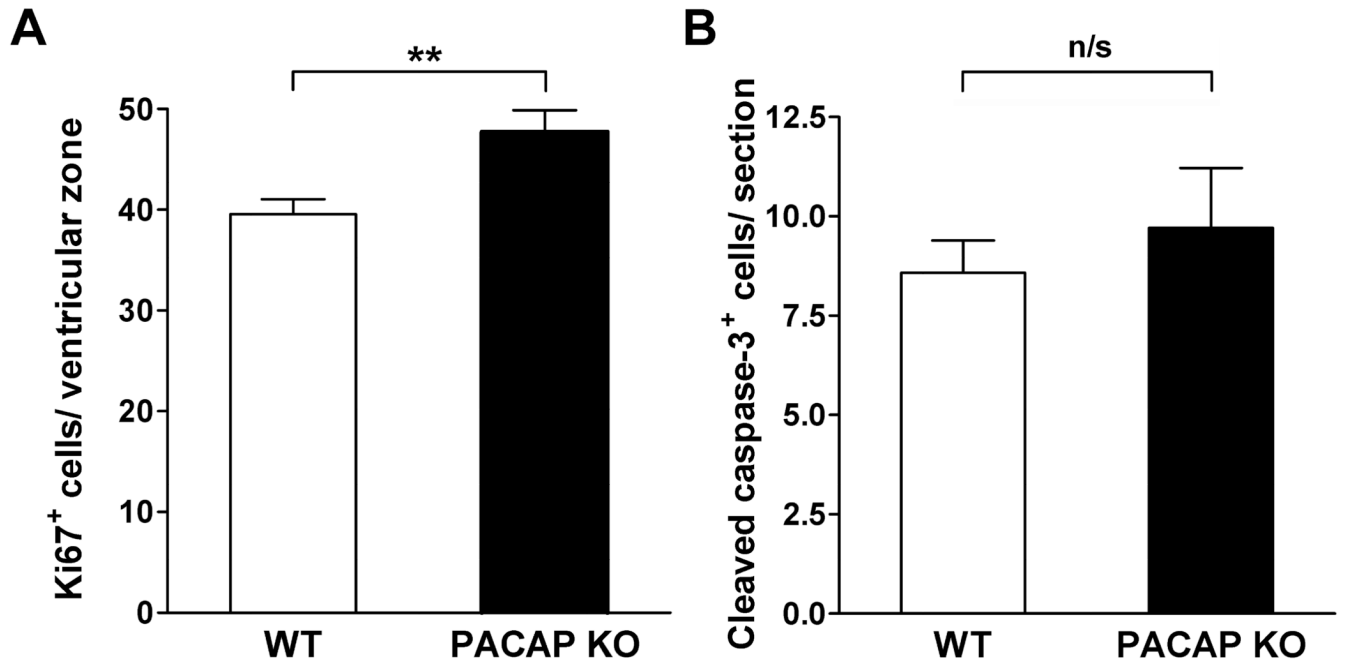 A
**
Ki67+ cells/ ventricular zone
50
40
30
20
10
0
WT
PACAP KO
B
n/s
Cleaved caspase-3+ cells/ section
12.5
10.0
7.5
5.0
2.5
0.0
WT
PACAP KO